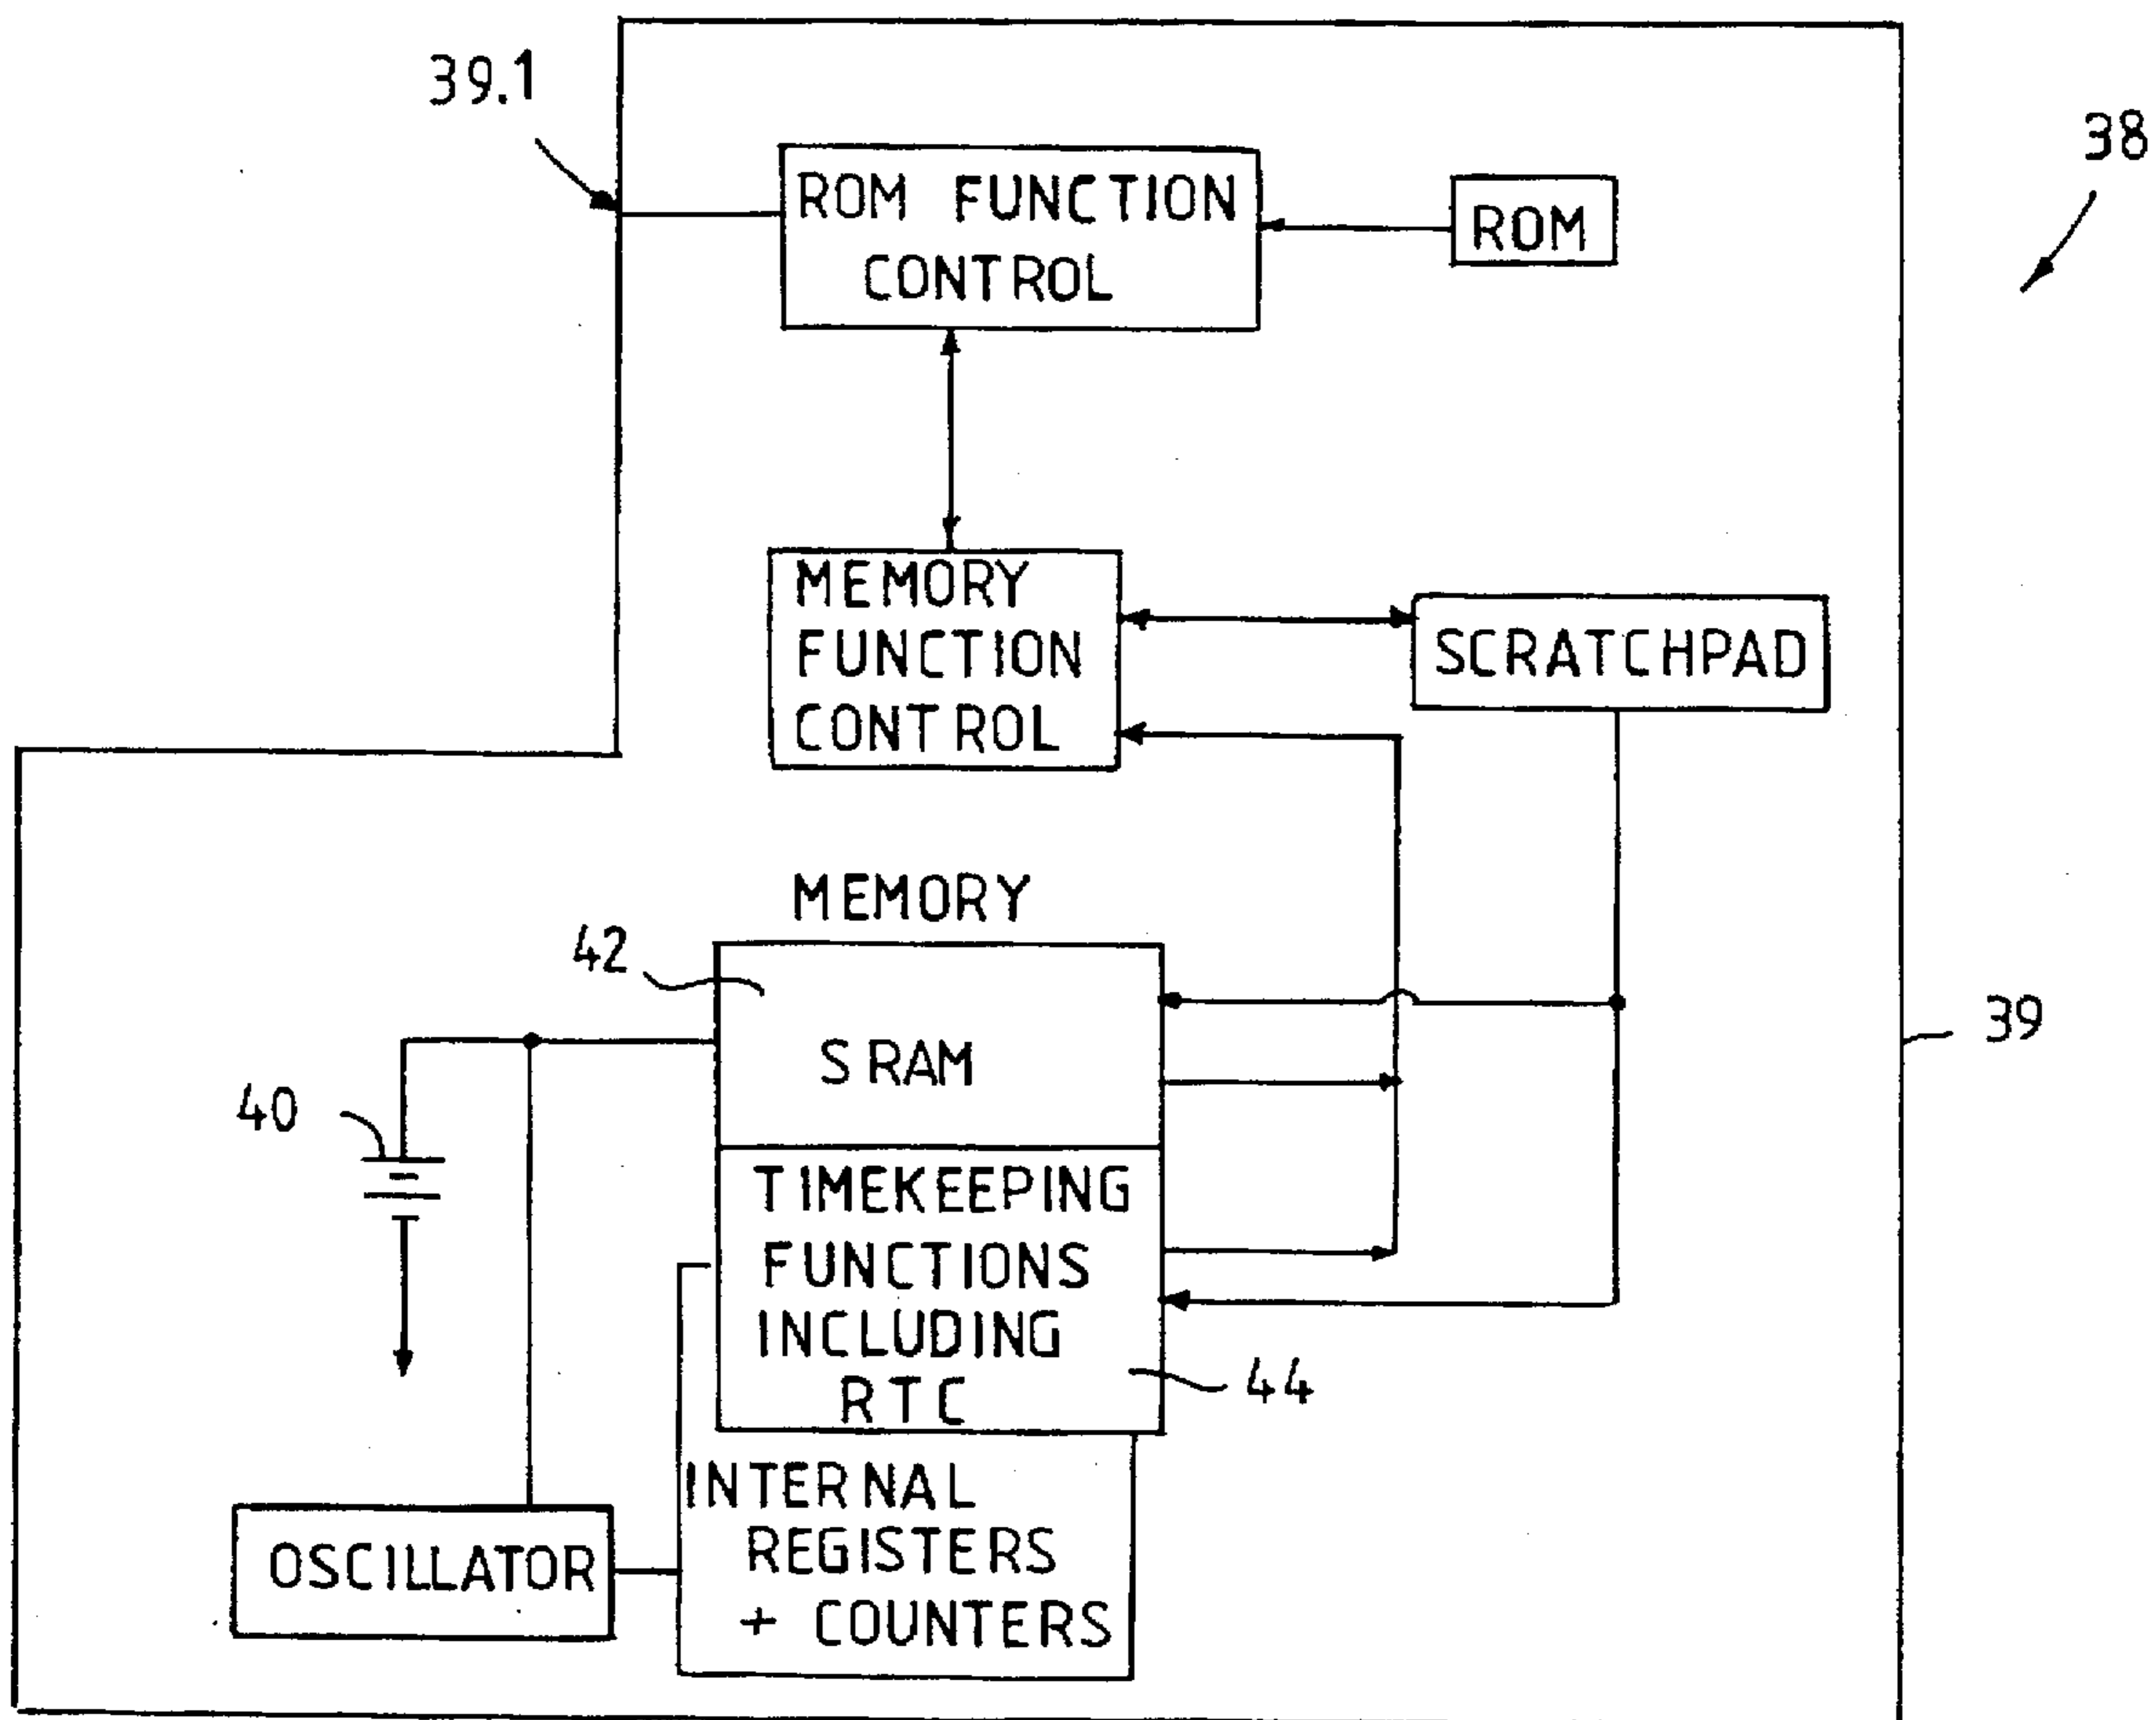 39.1
38
ROM FUNCTION
CONTROL
ROM
MEMORY
FUNCTION
CONTROL
SCRATCHPAD
MEMORY
42
SRAM
39
40
TIMEKEEPING
FUNCTIONS
INCLUDING
RTC
44
INTERNAL
REGISTERS
+ COUNTERS
OSCILLATOR